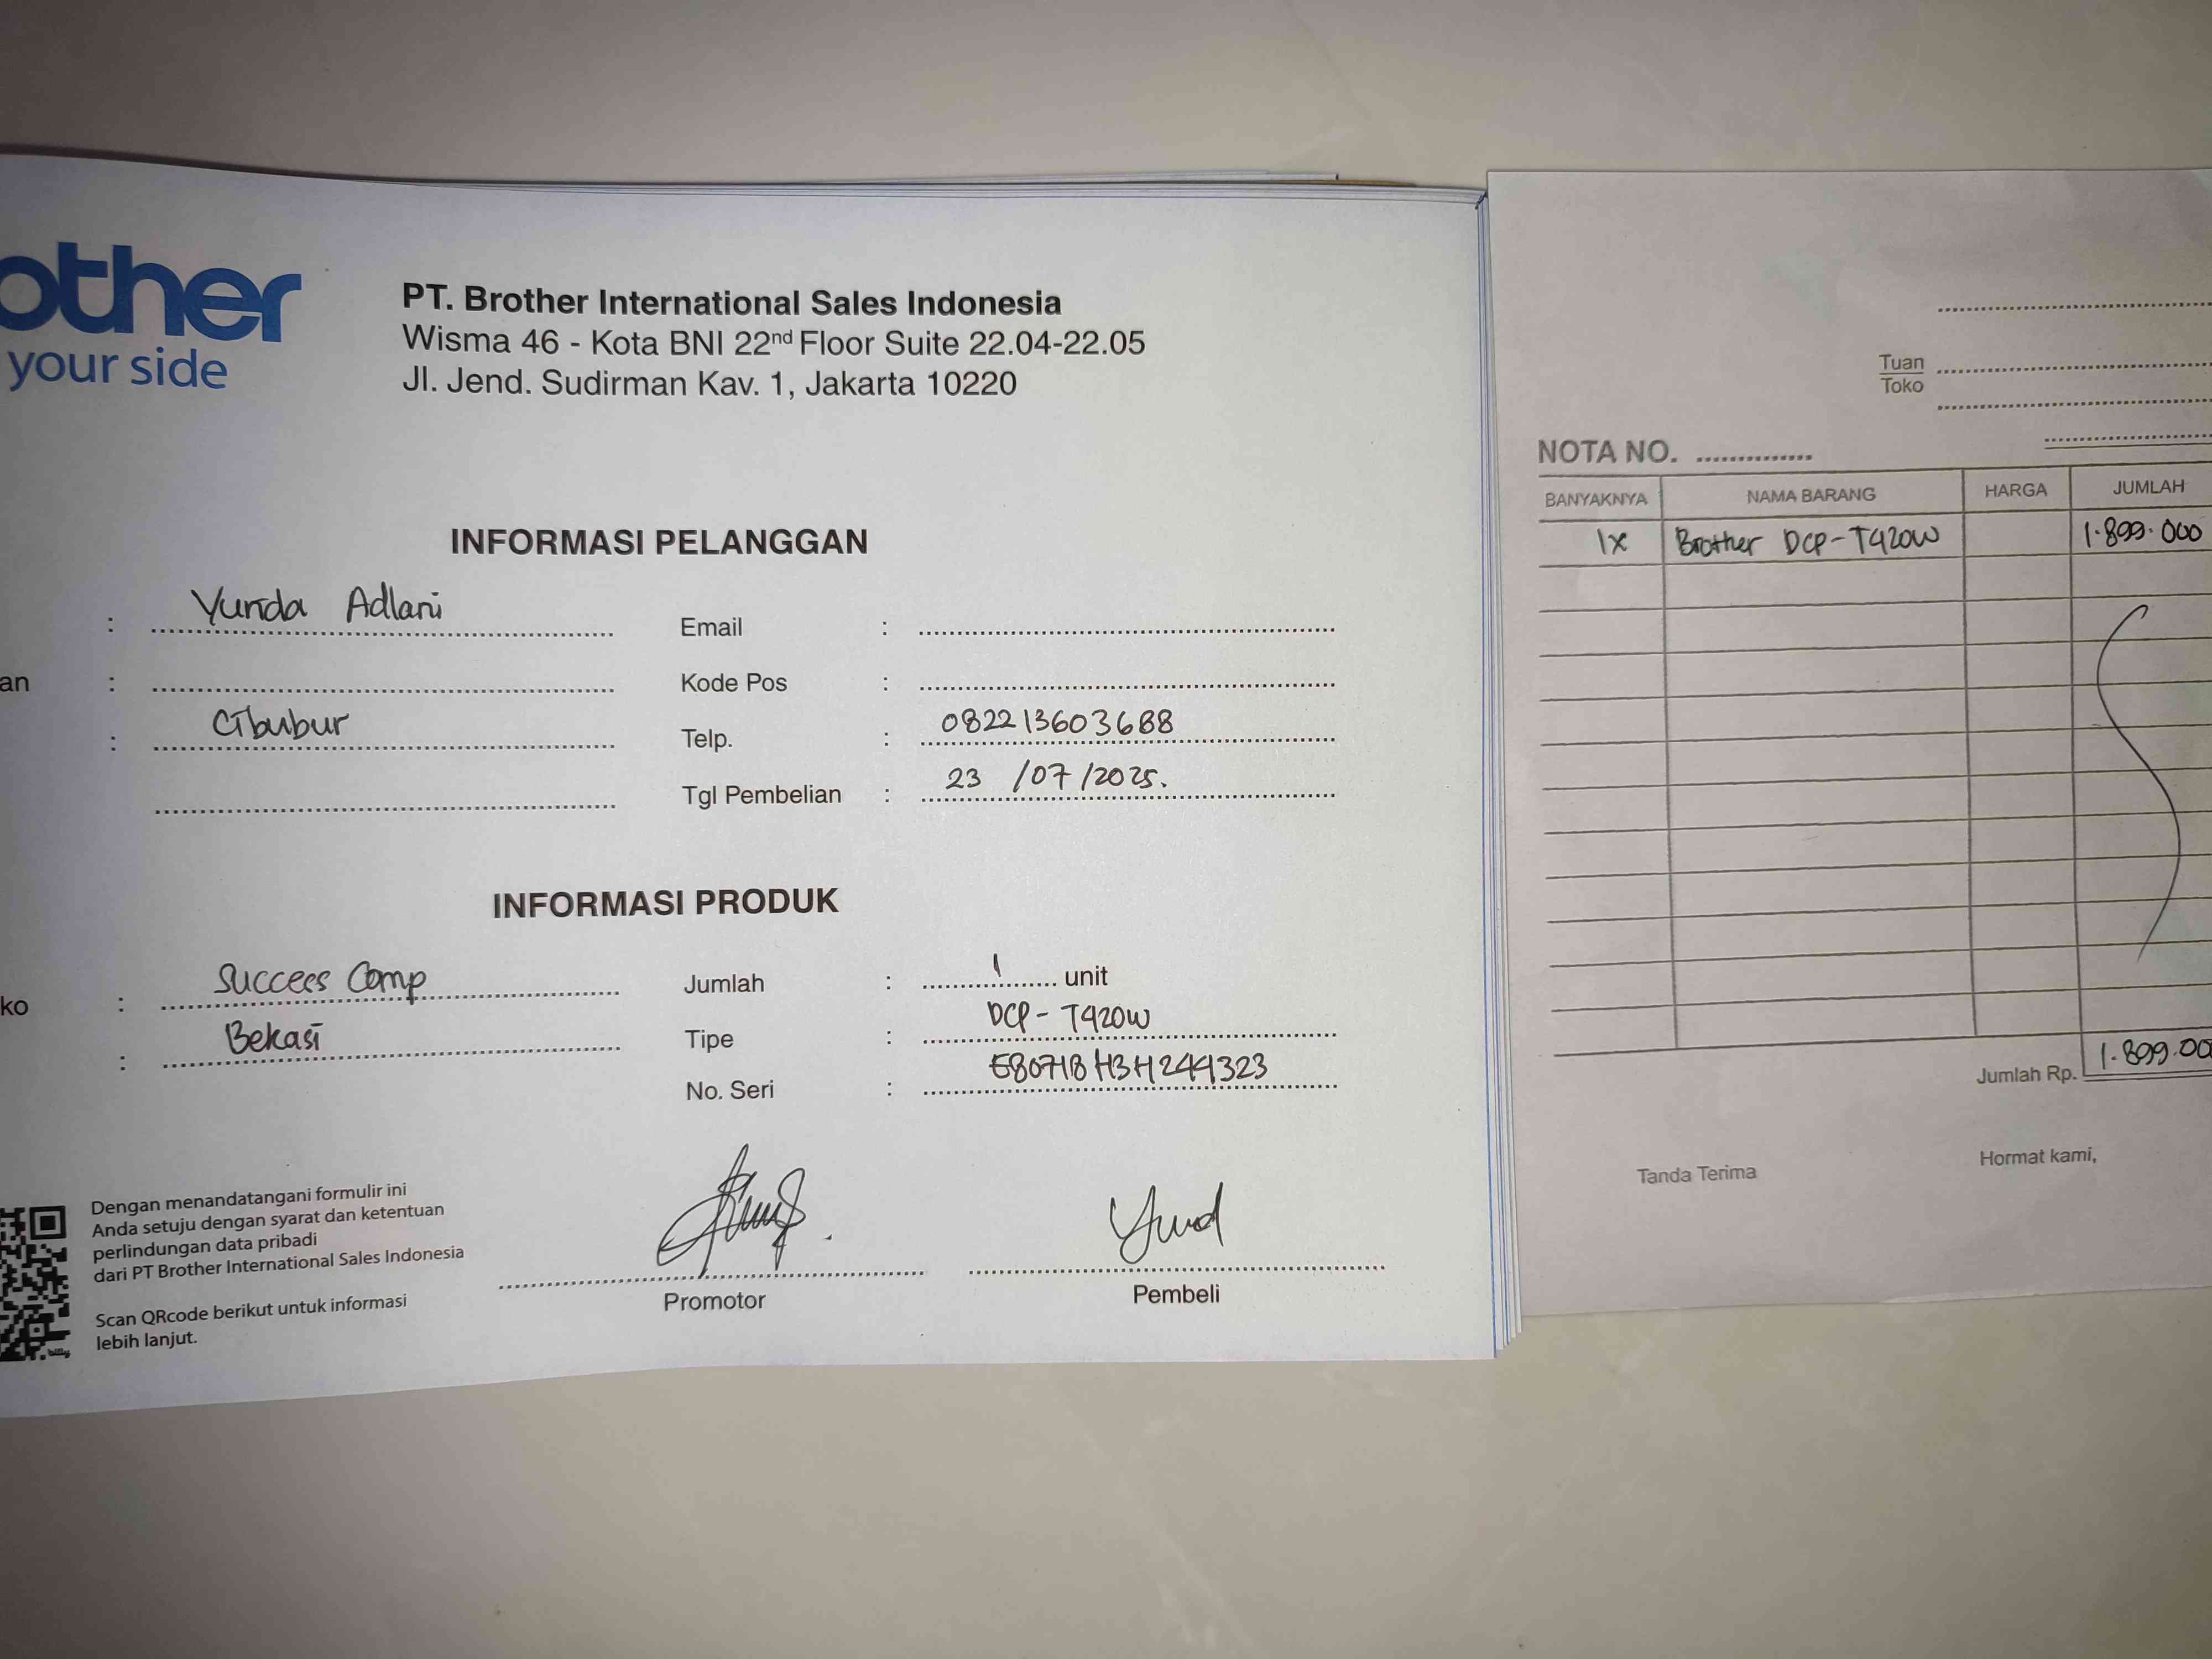 other
your side
PT. Brother International Sales Indonesia
Wisma 46 - Kota BNI 22nd Floor Suite 22.04-22.05
Jl. Jend. Sudirman Kav. 1, Jakarta 10220
INFORMASI PELANGGAN
: Yunda Adlani Email :
an : Kode Pos :
: Cibubur Telp. : 082213603688
Tgl Pembelian : 23 /07/2025.
INFORMASI PRODUK
ko : Success Comp Jumlah : 1 unit
: Bekasi Tipe : DCP-T420W
No. Seri : E80718H3H244323
Dengan menandatangani formulir ini
Anda setuju dengan syarat dan ketentuan
perlindungan data pribadi
dari PT Brother International Sales Indonesia
Scan QRcode berikut untuk informasi
lebih lanjut.
Promotor
Yund
Pembeli
Tuan
Toko
NOTA NO.
BANYAKNYA NAMA BARANG HARGA JUMLAH
1x Brother DCP-T420W 1.899.000
Jumlah Rp. 1.899.00
Tanda Terima Hormat kami,